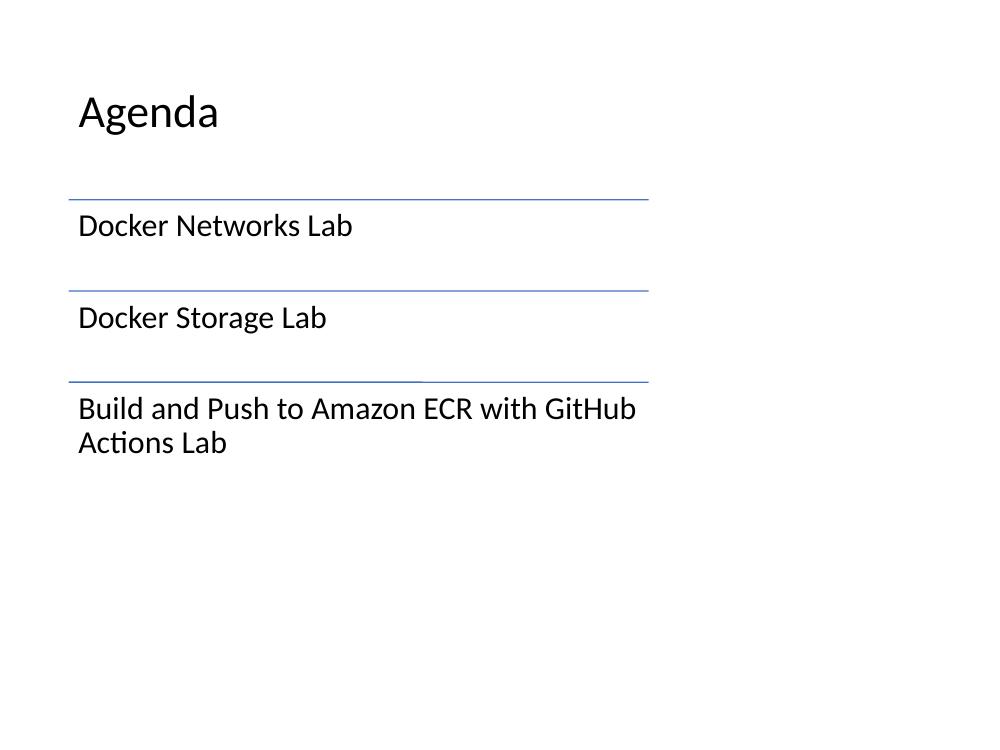 Agenda
Docker Networks Lab
Docker Storage Lab
Build and Push to Amazon ECR with GitHub
Actions Lab